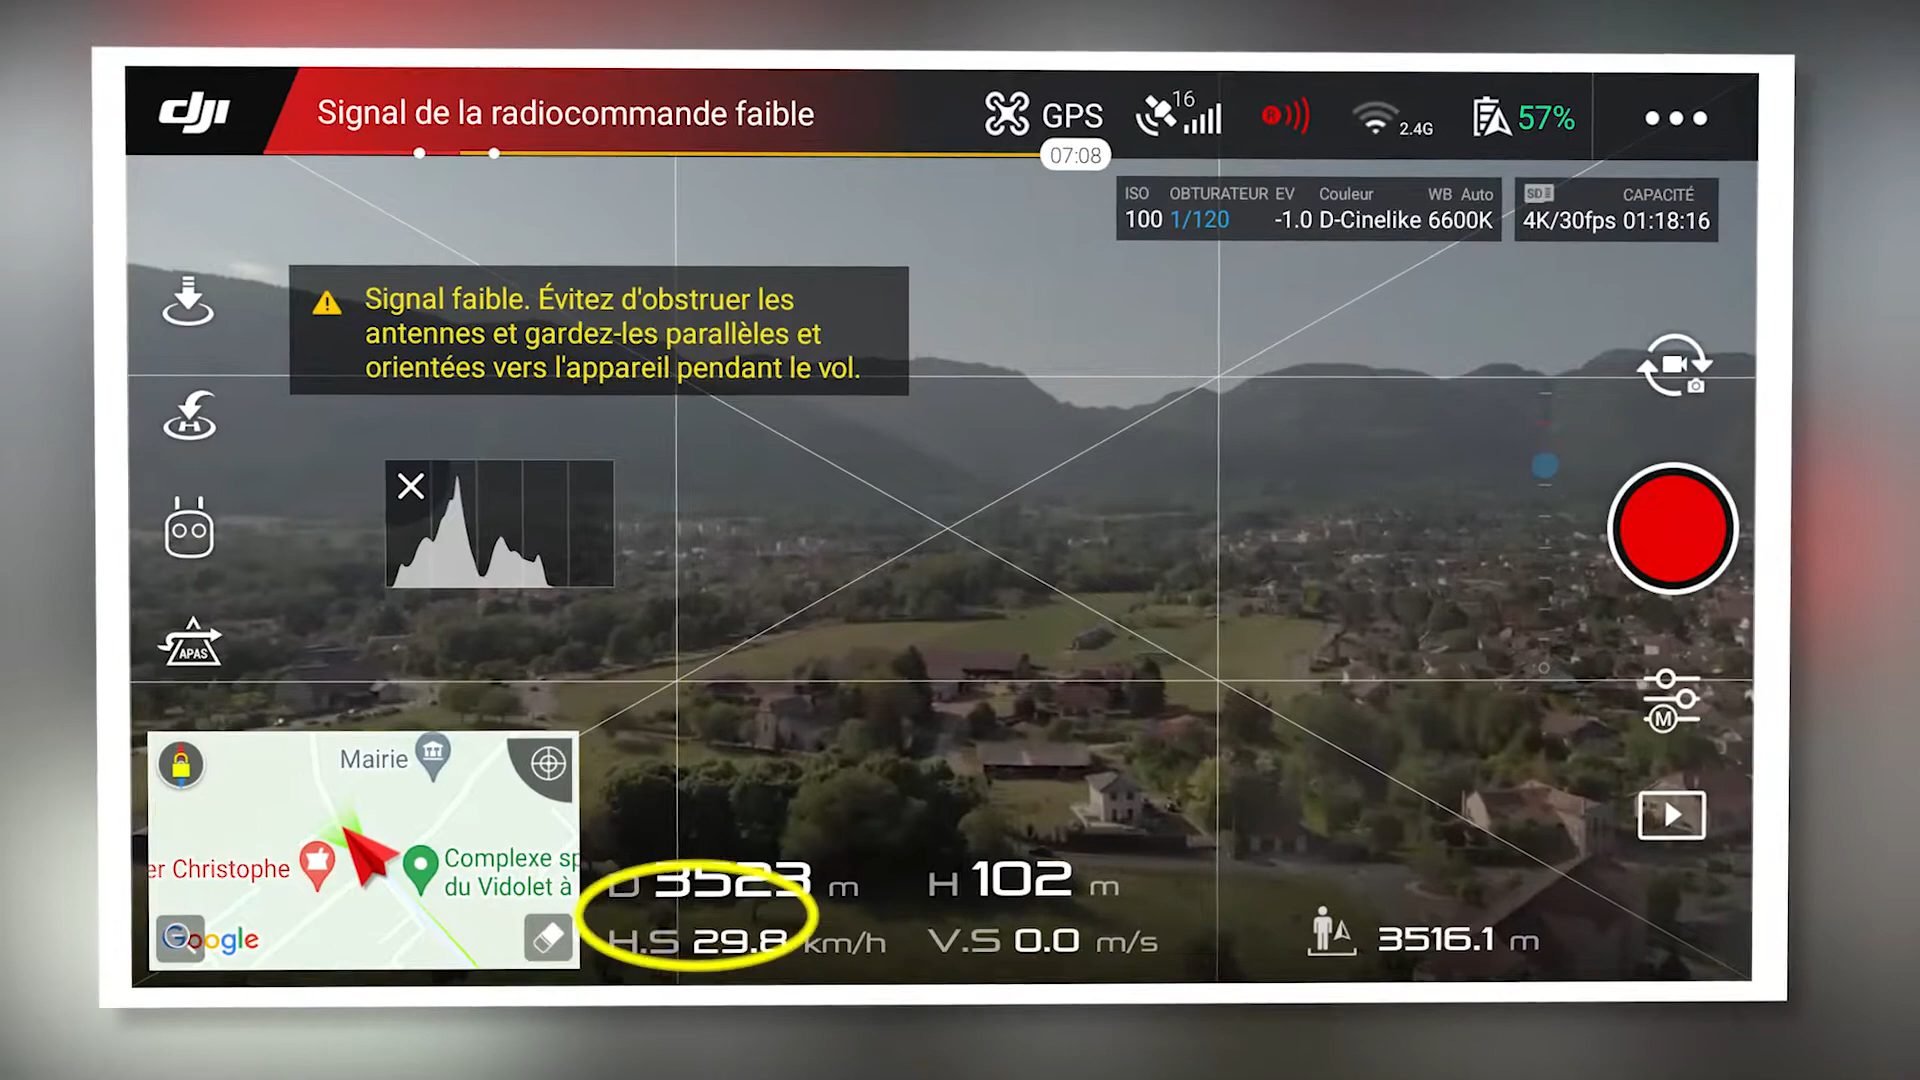 dji
Signal de la radiocommande faible
GPS
16
2.4G
57%
07:08
ISO OBTURATEUR EV Couleur WB Auto
100 1/120 -1.0 D-Cinelike 6600K
SD CAPACITÉ
4K/30fps 01:18:16
Signal faible. Évitez d'obstruer les
antennes et gardez-les parallèles et
orientées vers l'appareil pendant le vol.
H
APAS
M
Mairie
er Christophe
Complexe sp
du Vidolet à
Google
D 3523 m H 102 m
H.S 29.8 km/h V.S 0.0 m/s
3516.1 m